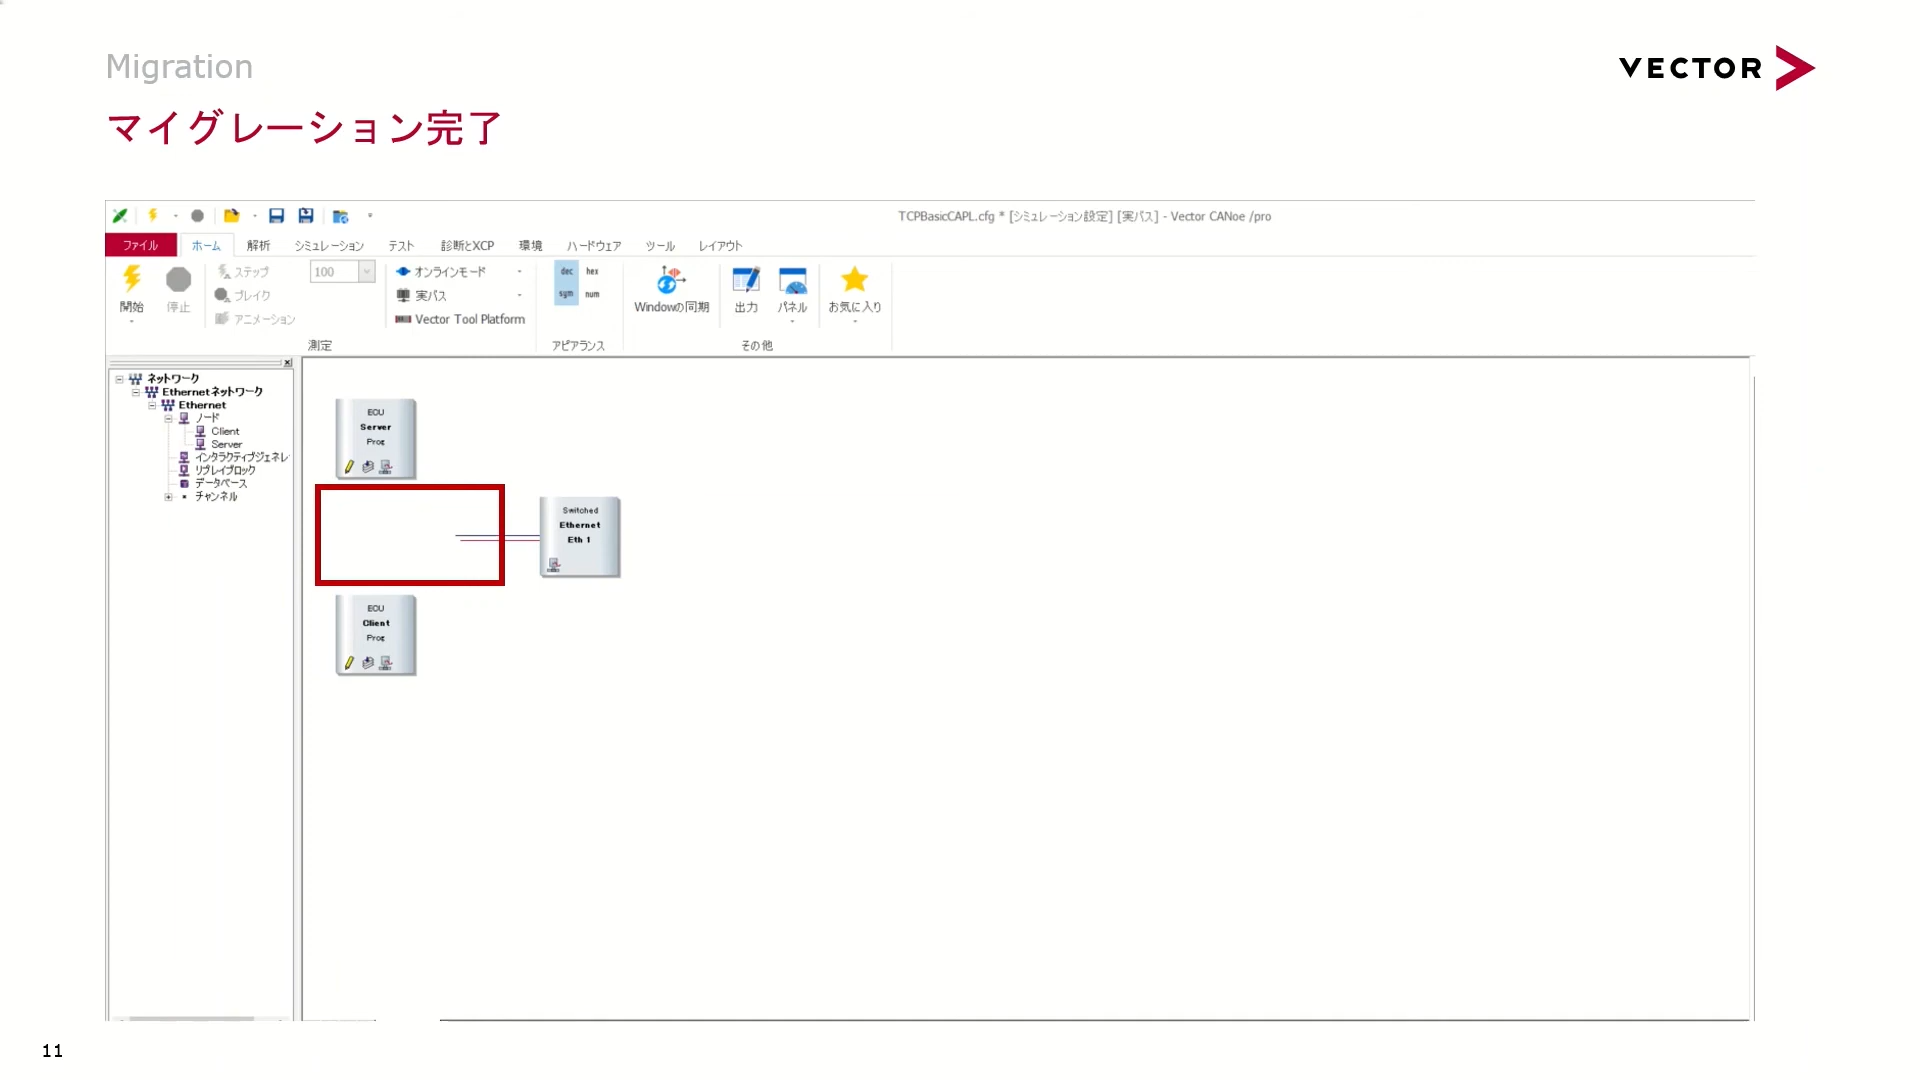 Migration
VECTOR
マイグレーション完了
TCPBasicCAPL.cfg * [シミュレーション設定] [実バス] - Vector CANoe /pro
ファイル ホーム 解析 シミュレーション テスト 診断とXCP 環境 ハードウェア ツール レイアウト
開始
停止
ステップ
ブレイク
アニメーション
100
オンラインモード
実バス
Vector Tool Platform
測定
dec hex
sym num
アピアランス
Windowの同期
出力
パネル
お気に入り
その他
ネットワーク
Ethernetネットワーク
Ethernet
ノード
Client
Server
インタラクティブジェネレ
リプレイブロック
データベース
チャンネル
ECU
Server
Prog
Switched
Ethernet
Eth 1
ECU
Client
Prog
11